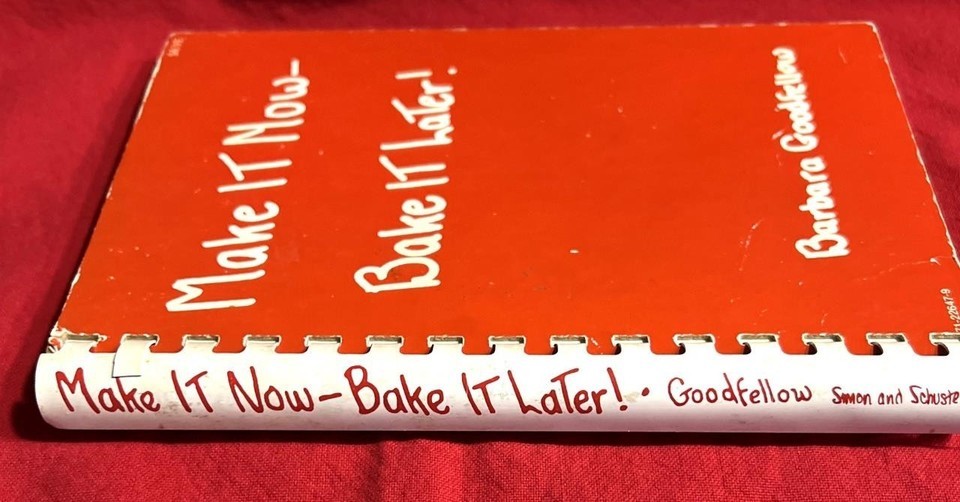 Make IT Now-
Bake IT Later!
Barbara Goodfellow
Make IT Now-Bake IT Later! • Goodfellow Simon and Schuste